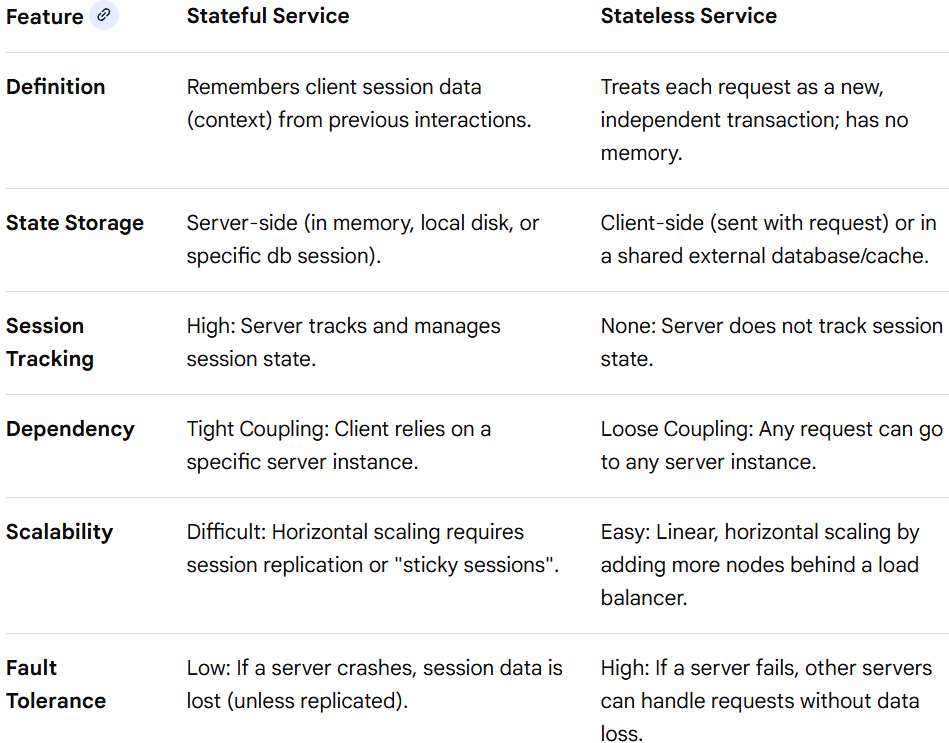 Feature Stateful Service Stateless Service
Definition
Remembers client session data
(context) from previous interactions.
Treats each request as a new,
independent transaction; has no
memory.
State Storage
Server-side (in memory, local disk, or
specific db session).
Client-side (sent with request) or in
a shared external database/cache.
Session
Tracking
High: Server tracks and manages
session state.
None: Server does not track session
state.
Dependency
Tight Coupling: Client relies on a
specific server instance.
Loose Coupling: Any request can go
to any server instance.
Scalability
Difficult: Horizontal scaling requires
session replication or "sticky sessions".
Easy: Linear, horizontal scaling by
adding more nodes behind a load
balancer.
Fault
Tolerance
Low: If a server crashes, session data is
lost (unless replicated).
High: If a server fails, other servers
can handle requests without data
loss.